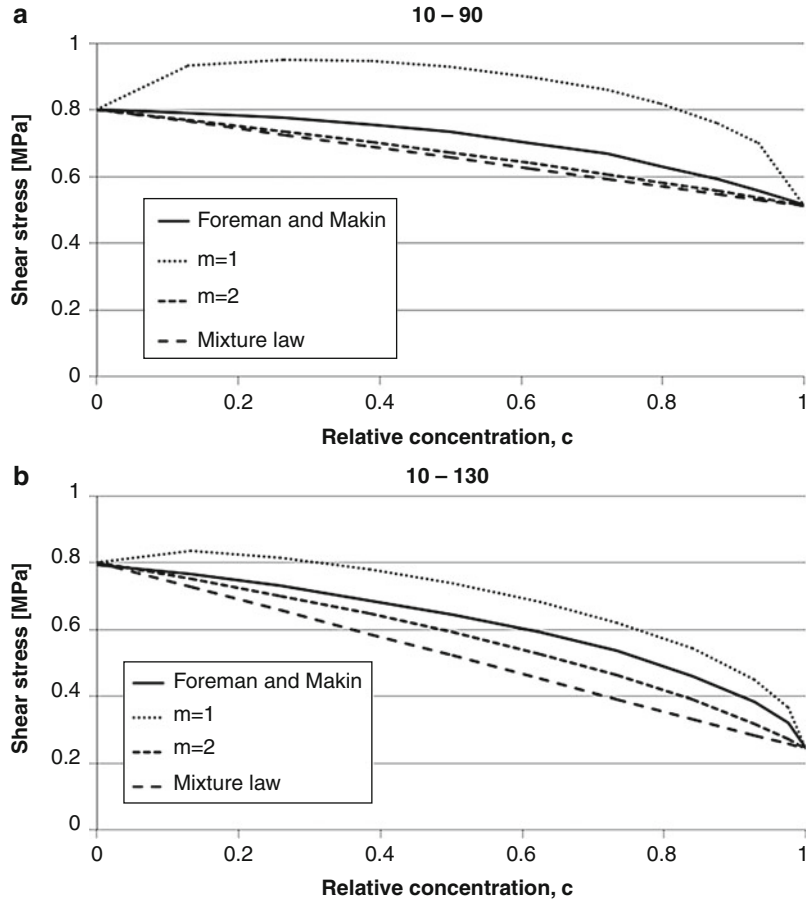 a
10 – 90
Shear stress [MPa]
1
0.8
0.6
0.4
0.2
0
Foreman and Makin
m=1
m=2
Mixture law
0 0.2 0.4 0.6 0.8 1
Relative concentration, c
b
10 – 130
Shear stress [MPa]
1
0.8
0.6
0.4
0.2
0
Foreman and Makin
m=1
m=2
Mixture law
0 0.2 0.4 0.6 0.8 1
Relative concentration, c